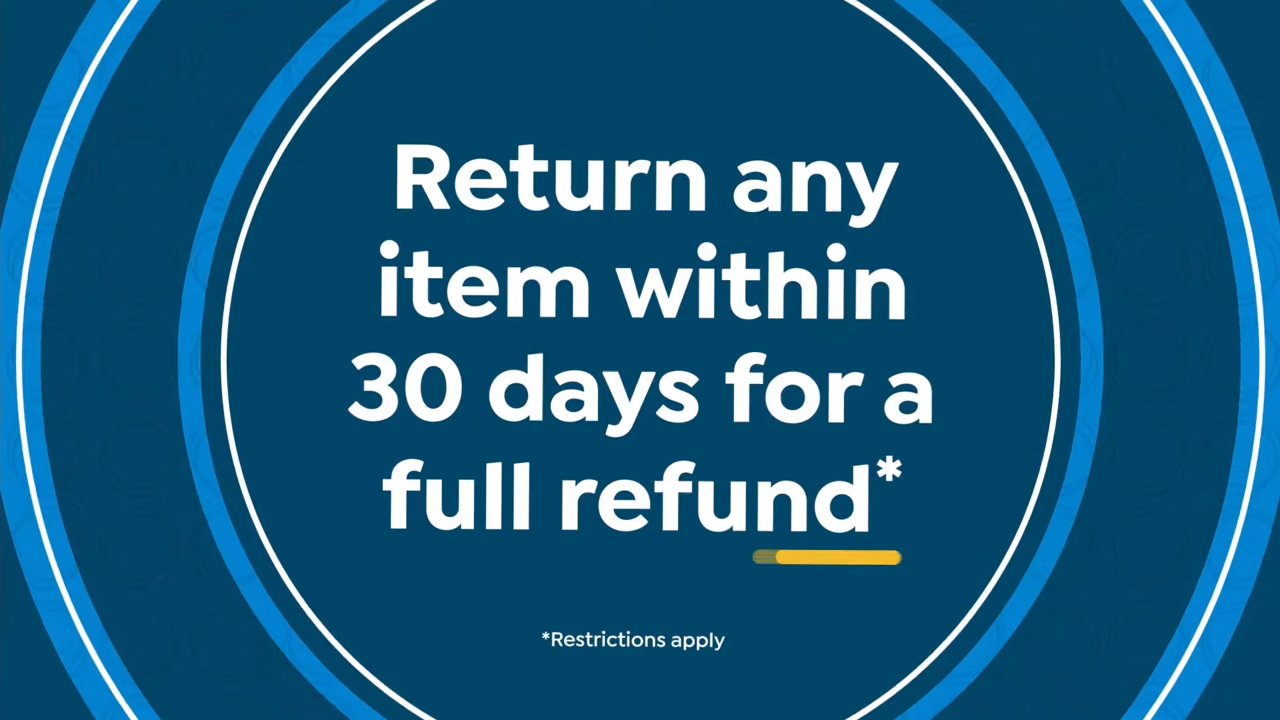 Return any
item within
30 days for a
full refund*
*Restrictions apply